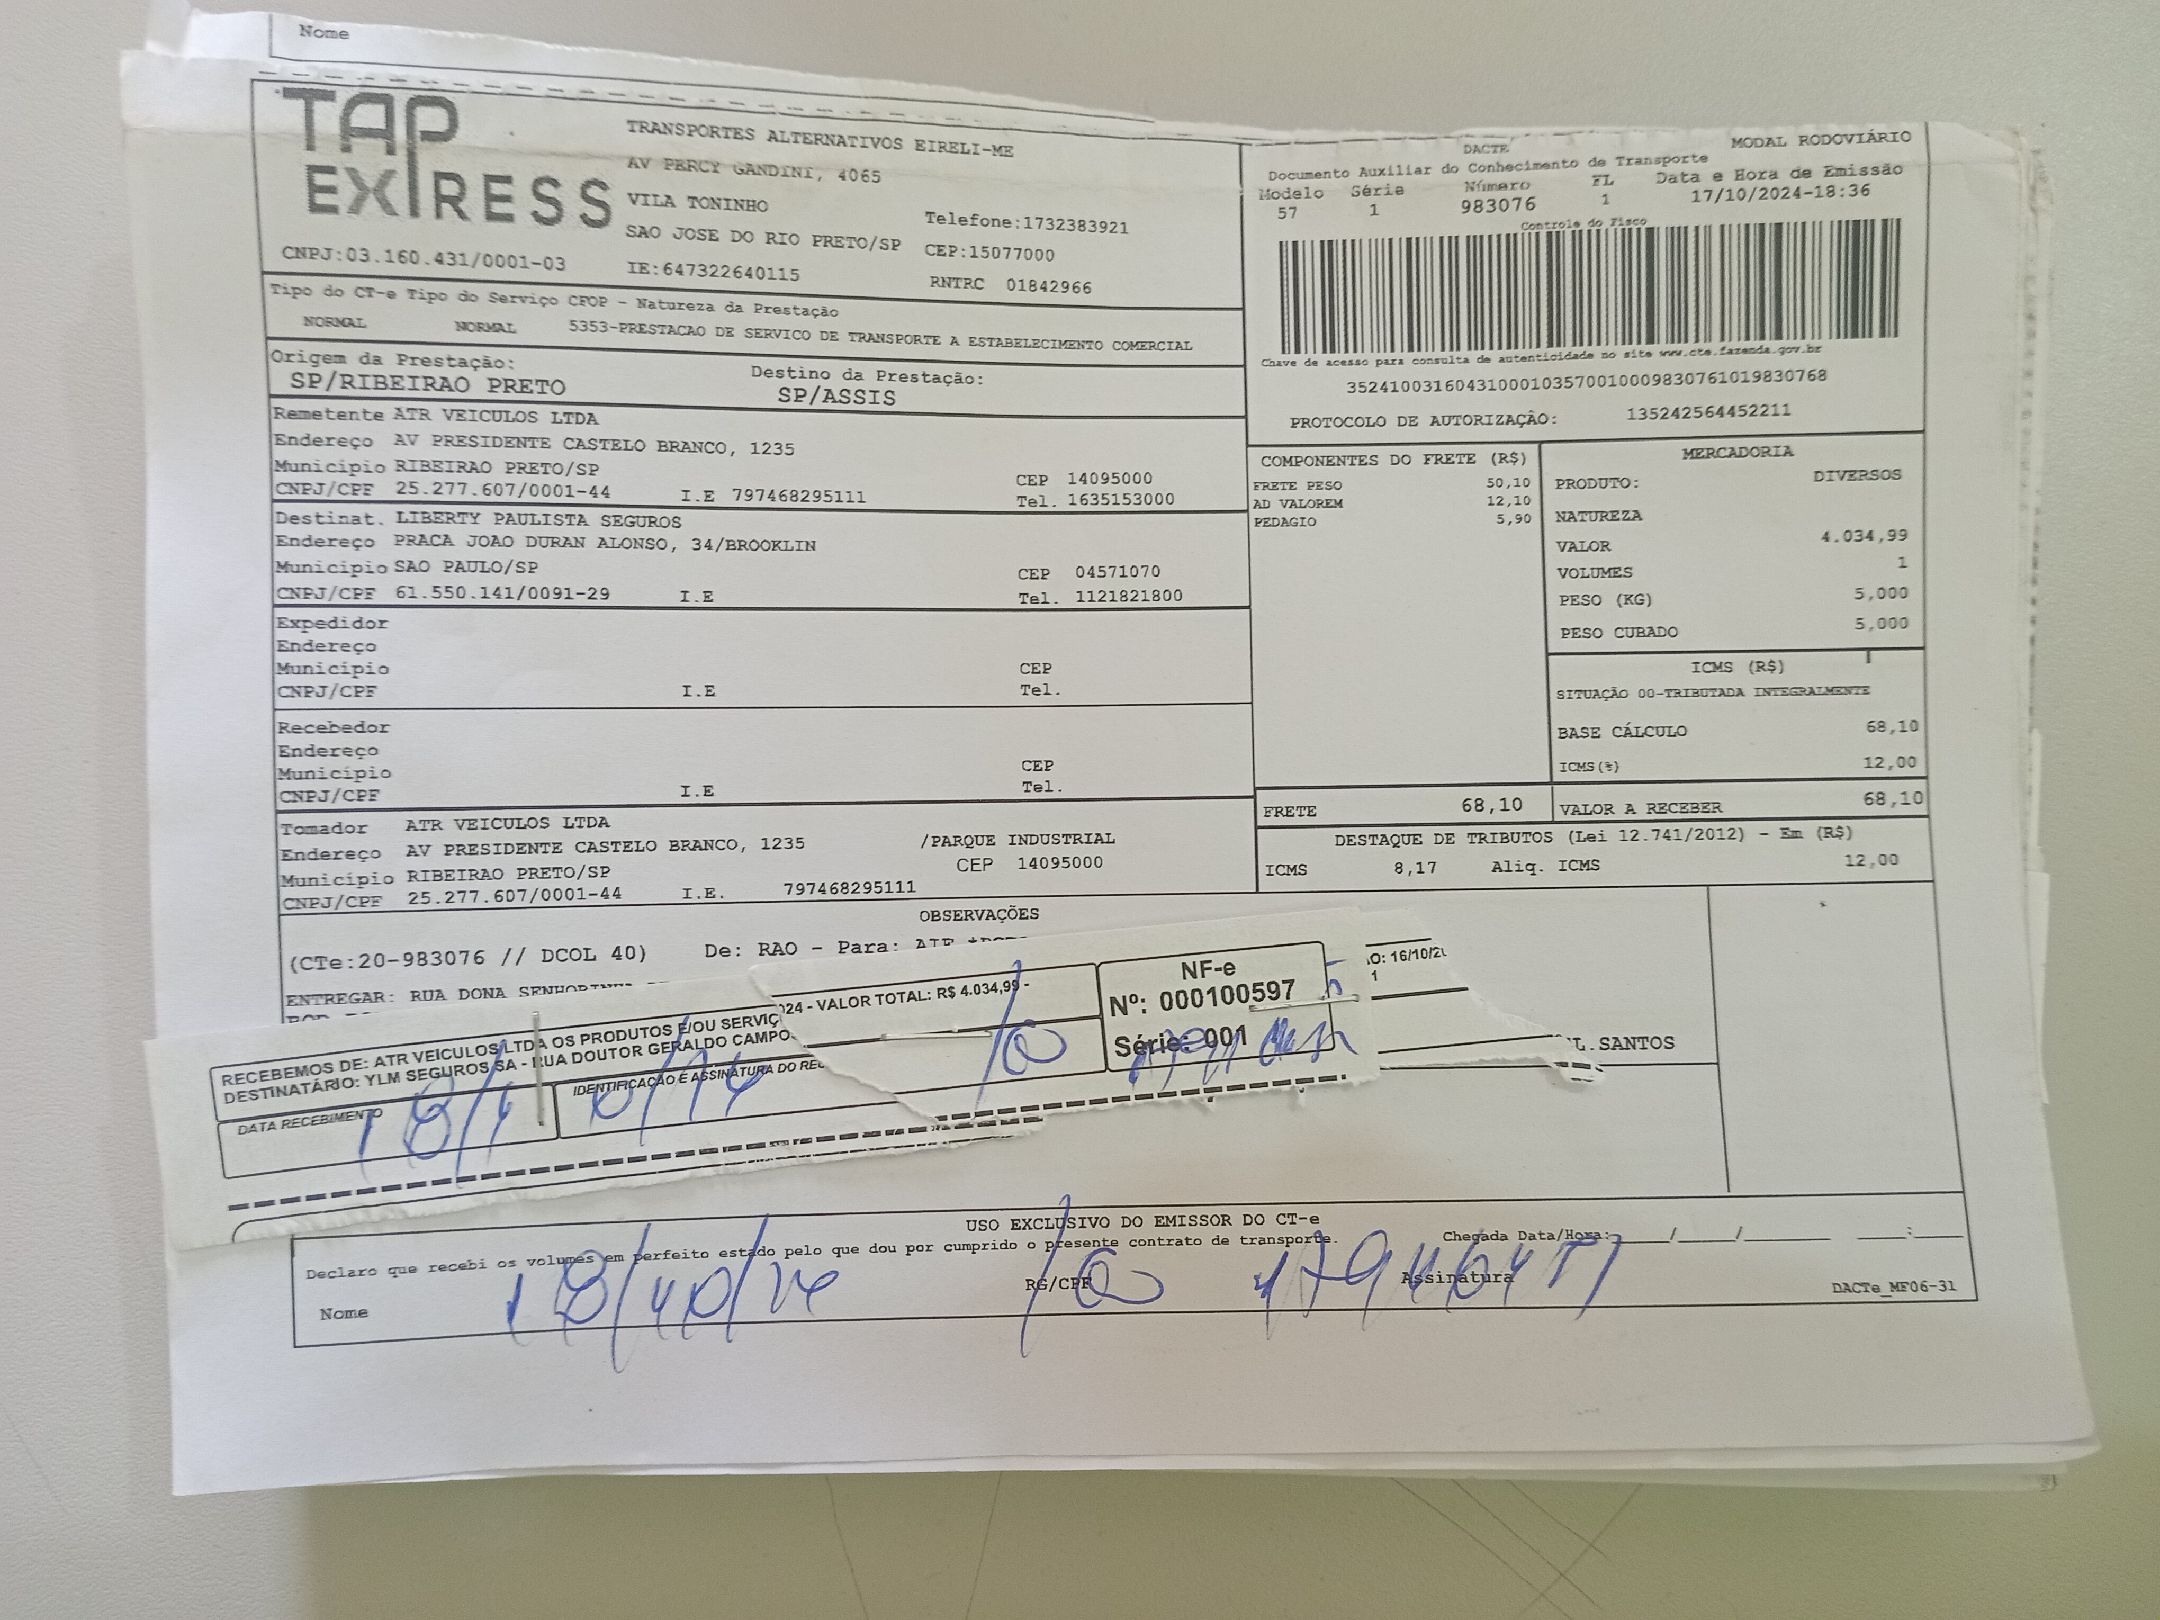 Nome
TAP EXPRESS
TRANSPORTES ALTERNATIVOS EIRELI-ME
AV PERCY GANDINI, 4065
VILA TONINHO
Telefone:1732383921
SAO JOSE DO RIO PRETO/SP CEP:15077000
CNPJ:03.160.431/0001-03 IE:647322640115 RNTRC 01842966
DACTE MODAL RODOVIÁRIO
Documento Auxiliar do Conhecimento de Transporte
Modelo Série Número FL Data e Hora de Emissão
57 1 983076 1 17/10/2024-18:36
Controle do Fisco
Chave de acesso para consulta de autenticidade no site www.cte.fazenda.gov.br
35241003160431000103570010009830761019830768
PROTOCOLO DE AUTORIZAÇÃO: 135242564452211
Tipo do CT-e Tipo do Serviço CFOP - Natureza da Prestação
NORMAL NORMAL 5353-PRESTACAO DE SERVICO DE TRANSPORTE A ESTABELECIMENTO COMERCIAL
Origem da Prestação: Destino da Prestação:
SP/RIBEIRAO PRETO SP/ASSIS
Remetente ATR VEICULOS LTDA
Endereço AV PRESIDENTE CASTELO BRANCO, 1235
Município RIBEIRAO PRETO/SP CEP 14095000
CNPJ/CPF 25.277.607/0001-44 I.E 797468295111 Tel. 1635153000
Destinat. LIBERTY PAULISTA SEGUROS
Endereço PRACA JOAO DURAN ALONSO, 34/BROOKLIN
Município SAO PAULO/SP CEP 04571070
CNPJ/CPF 61.550.141/0091-29 I.E Tel. 1121821800
Expedidor
Endereço
Município CEP
CNPJ/CPF I.E Tel.
Recebedor
Endereço
Município CEP
CNPJ/CPF I.E Tel.
Tomador ATR VEICULOS LTDA
Endereço AV PRESIDENTE CASTELO BRANCO, 1235 /PARQUE INDUSTRIAL
Município RIBEIRAO PRETO/SP CEP 14095000
CNPJ/CPF 25.277.607/0001-44 I.E. 797468295111
COMPONENTES DO FRETE (R$)
FRETE PESO 50,10
AD VALOREM 12,10
PEDAGIO 5,90
MERCADORIA
PRODUTO: DIVERSOS
NATUREZA
VALOR 4.034,99
VOLUMES 1
PESO (KG) 5,000
PESO CUBADO 5,000
ICMS (R$)
SITUAÇÃO 00-TRIBUTADA INTEGRALMENTE
BASE CÁLCULO 68,10
ICMS(%) 12,00
FRETE 68,10 VALOR A RECEBER 68,10
DESTAQUE DE TRIBUTOS (Lei 12.741/2012) - Em (R$)
ICMS 8,17 Aliq. ICMS 12,00
OBSERVAÇÕES
(CTe:20-983076 // DCOL 40) De: RAO - Para:
ENTREGAR: RUA DONA
RECEBEMOS DE: ATR VEICULOS LTDA OS PRODUTOS E/OU SERVIÇ 24 - VALOR TOTAL: R$ 4.034,99 -
DESTINATÁRIO: YLM SEGUROS SA - RUA DOUTOR GERALDO CAMPO
DATA RECEBIMENTO IDENTIFICAÇÃO E ASSINATURA DO REC
NF-e
Nº: 000100597
Série: 001
O: 16/10/2
1
L.SANTOS
USO EXCLUSIVO DO EMISSOR DO CT-e
Declaro que recebi os volumes em perfeito estado pelo que dou por cumprido o presente contrato de transporte. Chegada Data/Hora:____/____/______ ___:___
Nome RG/CPF Assinatura DACTe_MF06-31